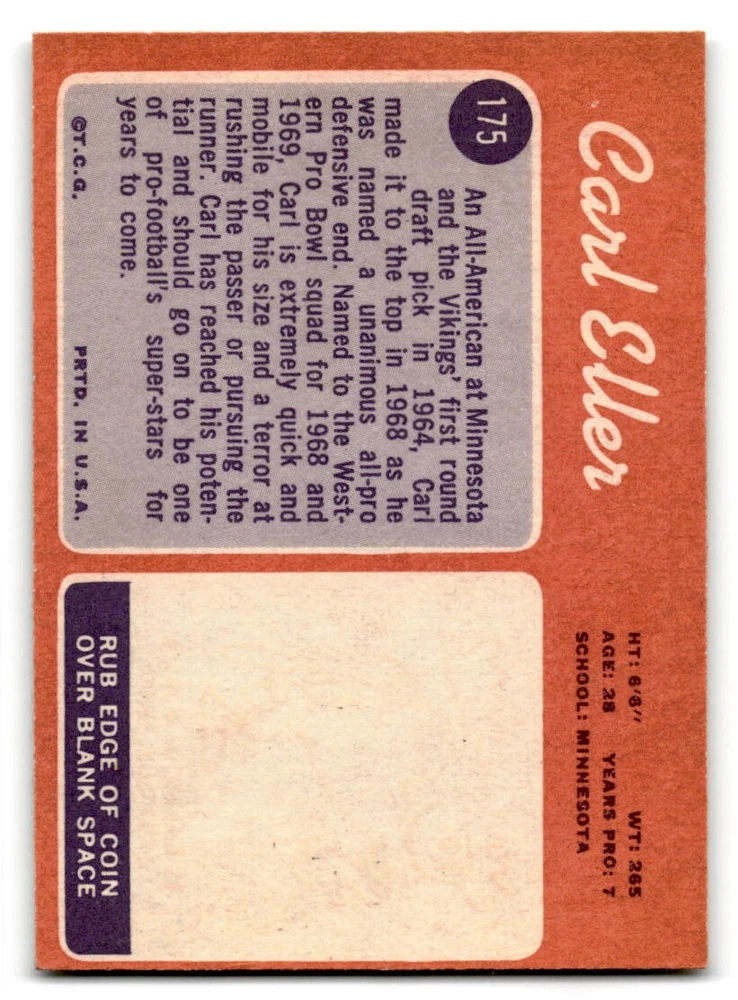 Carl Eller
HT: 6'6" WT: 265
AGE: 28 YEARS PRO: 7
SCHOOL: MINNESOTA
175
An All-American at Minnesota
and the Vikings' first round
draft pick in 1964, Carl
made it to the top in 1968 as he
was named a unanimous all-pro
defensive end. Named to the West-
ern Pro Bowl squad for 1968 and
1969, Carl is extremely quick and
mobile for his size and a terror at
rushing the passer or pursuing the
runner. Carl has reached his poten-
tial and should go on to be one
of pro-football's super-stars for
years to come.
©T.C.G. PRTD. IN U.S.A.
RUB EDGE OF COIN
OVER BLANK SPACE